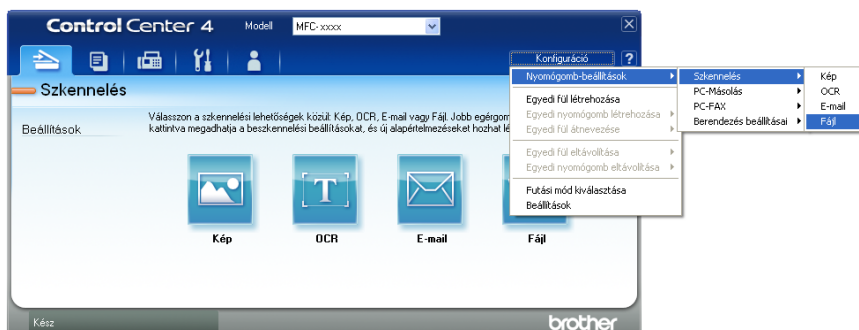 Control Center 4 Modell MFC-xxxx
Konfiguráció ?
Szkennelés
Beállítások
Válasszon a szkennelési lehetőségek közül: Kép, OCR, E-mail vagy Fájl. Jobb
kattintva megadhatja a beszkennelési beállításokat, és új alapértelmezéseket hozhat
Kép
OCR
E-mail
Fájl
Nyomógomb-beállítások
Egyedi fül létrehozása
Egyedi nyomógomb létrehozása
Egyedi fül átnevezése
Egyedi fül eltávolítása
Egyedi nyomógomb eltávolítása
Futási mód kiválasztása
Beállítások
Szkennelés
PC-Másolás
PC-FAX
Berendezés beállításai
Kép
OCR
E-mail
Fájl
Kész
brother